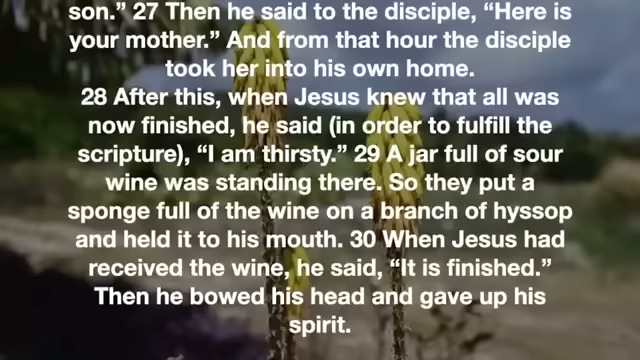 son.” 27 Then he said to the disciple, “Here is
your mother.” And from that hour the disciple
took her into his own home.
28 After this, when Jesus knew that all was
now finished, he said (in order to fulfill the
scripture), “I am thirsty.” 29 A jar full of sour
wine was standing there. So they put a
sponge full of the wine on a branch of hyssop
and held it to his mouth. 30 When Jesus had
received the wine, he said, “It is finished.”
Then he bowed his head and gave up his
spirit.